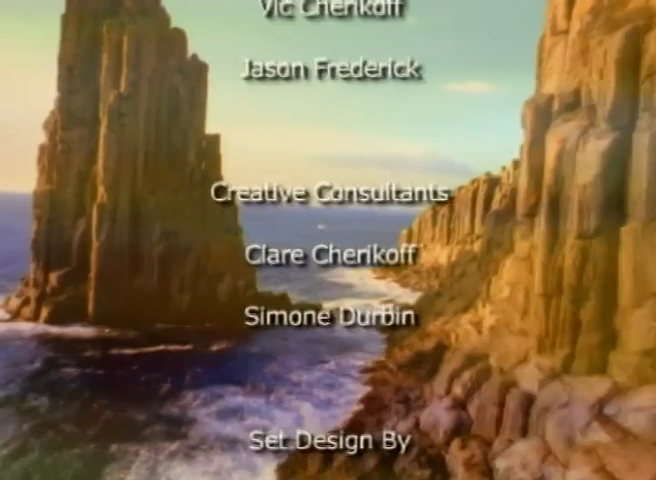 Vic Cherikoff
Jason Frederick
Creative Consultants
Clare Cherikoff
Simone Durbin
Set Design By